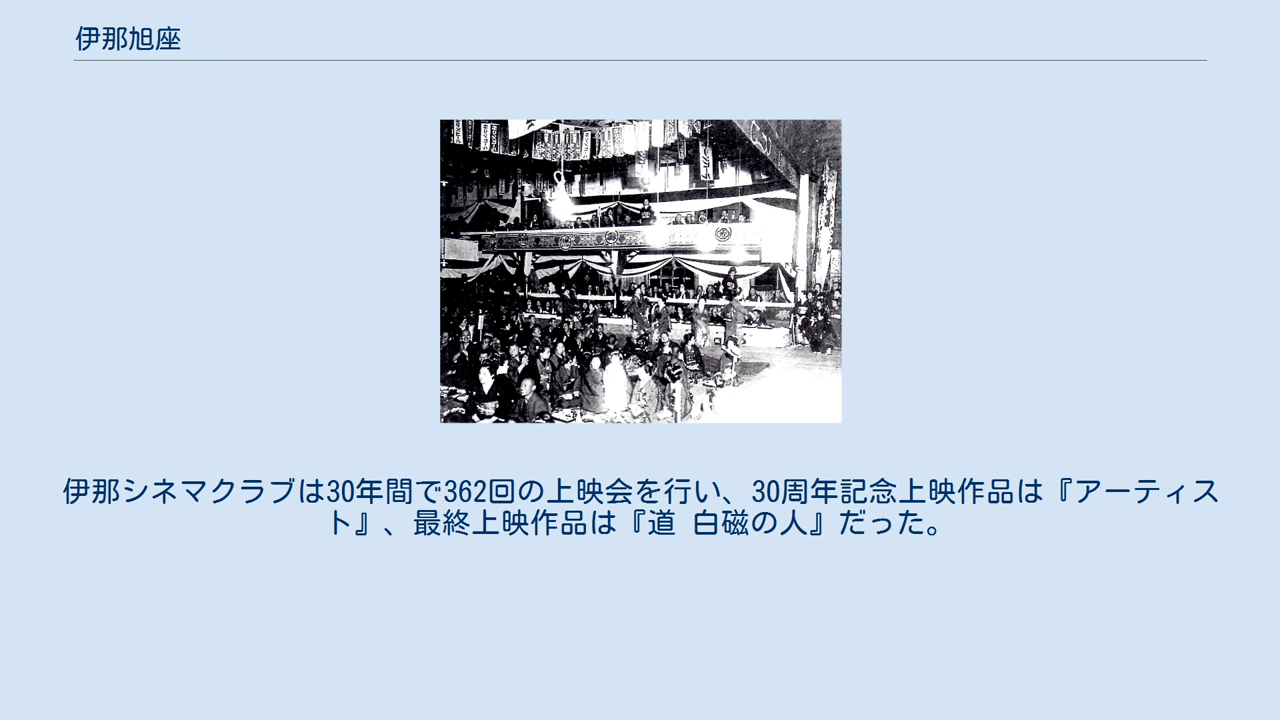 伊那旭座
伊那シネマクラブは30年間で362回の上映会を行い、30周年記念上映作品は『アーティス
ト』、最終上映作品は『道 白磁の人』だった。